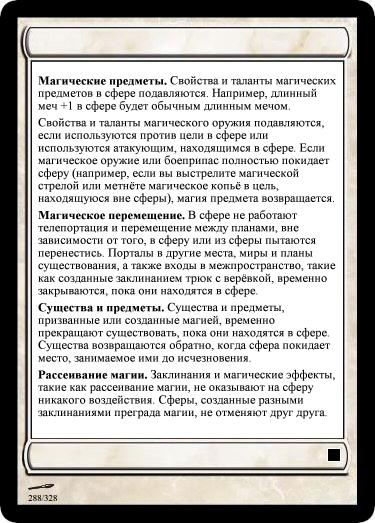 Магические предметы. Свойства и таланты магических
предметов в сфере подавляются. Например, длинный
меч +1 в сфере будет обычным длинным мечом.
Свойства и таланты магического оружия подавляются,
если используются против цели в сфере или
используются атакующим, находящимся в сфере. Если
магическое оружие или боеприпас полностью покидает
сферу (например, если вы выстрелите магической
стрелой или метнёте магическое копьё в цель,
находящуюся вне сферы), магия предмета возвращается.
Магическое перемещение. В сфере не работают
телепортация и перемещение между планами, вне
зависимости от того, в сферу или из сферы пытаются
перенестись. Порталы в другие места, миры и планы
существования, а также входы в межпространство, такие
как созданные заклинанием трюк с верёвкой, временно
закрываются, пока они находятся в сфере.
Существа и предметы. Существа и предметы,
призванные или созданные магией, временно
прекращают существовать, пока они находятся в сфере.
Существа возвращаются обратно, когда сфера покидает
место, занимаемое ими до исчезновения.
Рассеивание магии. Заклинания и магические эффекты,
такие как рассеивание магии, не оказывают на сферу
никакого воздействия. Сферы, созданные разными
заклинаниями преграда магии, не отменяют друг друга.
288/328